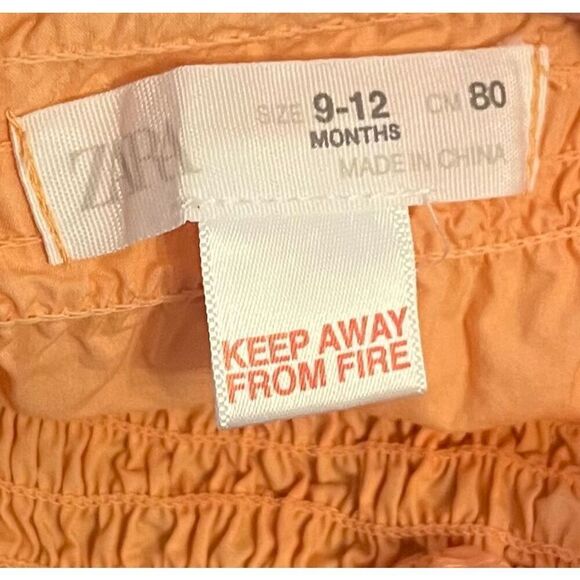 ZARA
SIZE 9-12 CM 80
MONTHS
MADE IN CHINA
KEEP AWAY
FROM FIRE